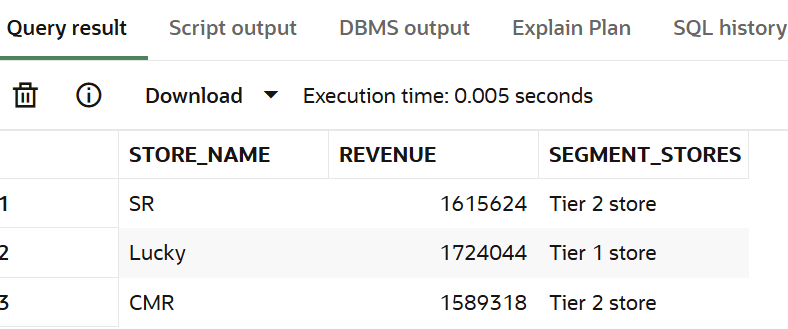 Query result Script output DBMS output Explain Plan SQL history
Download Execution time: 0.005 seconds
STORE_NAME REVENUE SEGMENT_STORES
1 SR 1615624 Tier 2 store
2 Lucky 1724044 Tier 1 store
3 CMR 1589318 Tier 2 store